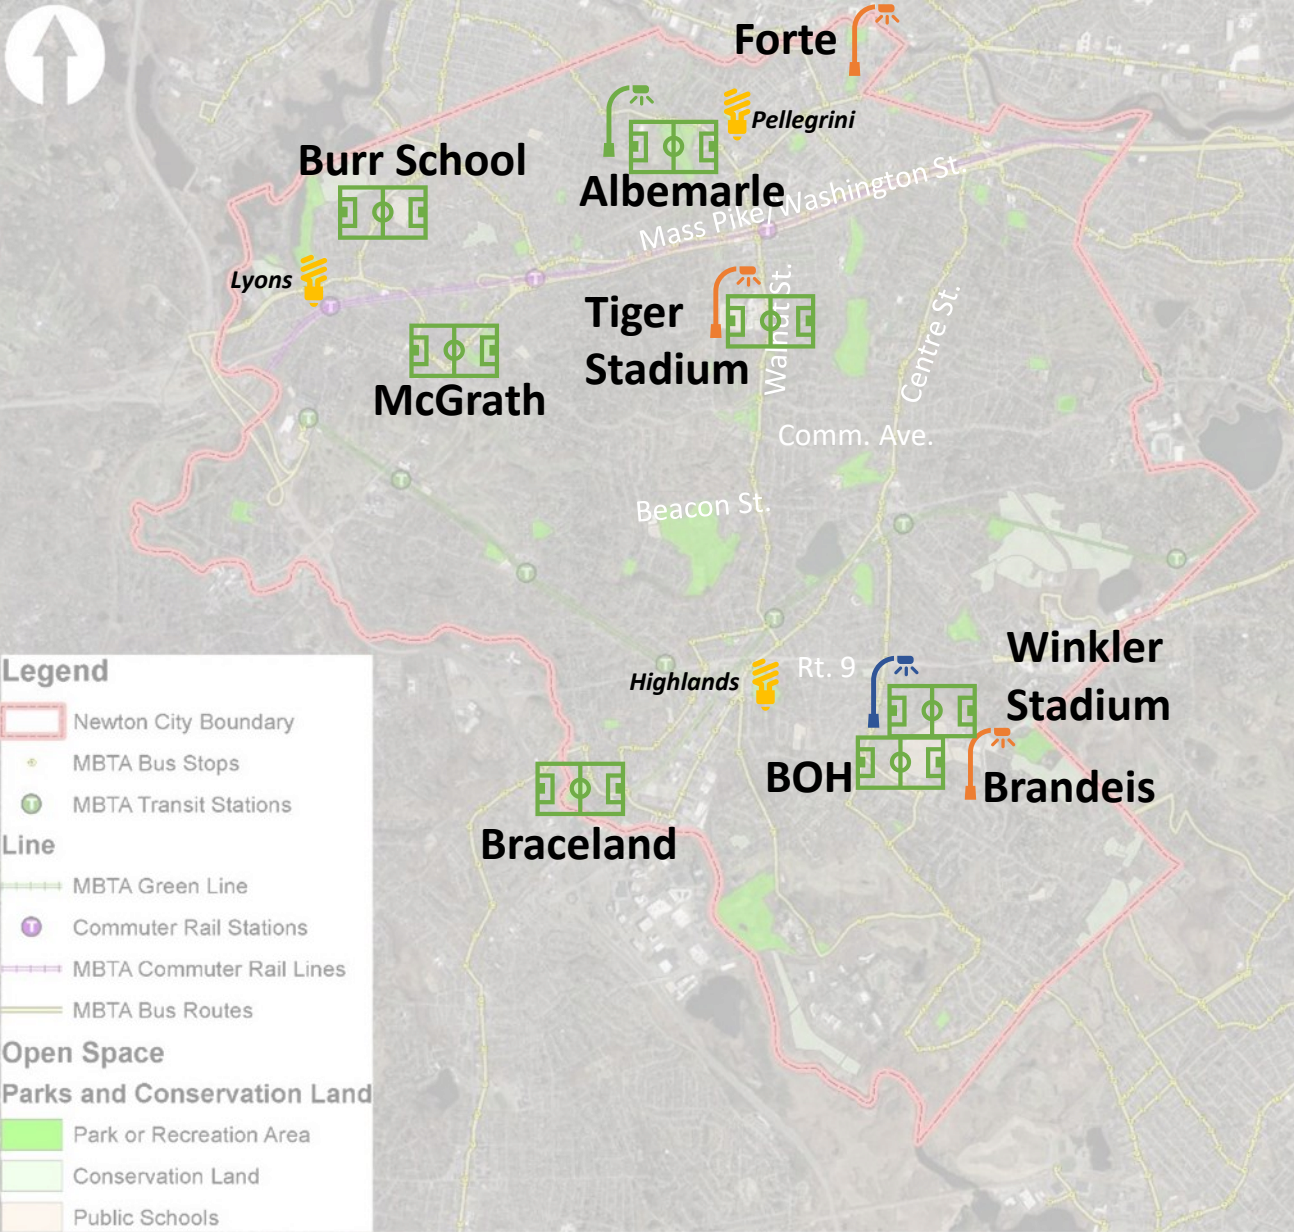 Forte
Pellegrini
Burr School
Albemarle
Mass Pike/ Washington St.
Lyons
Tiger
Stadium
Walnut St.
Centre St.
McGrath
Comm. Ave.
Beacon St.
Winkler
Stadium
Highlands
Rt. 9
BOH
Brandeis
Braceland
Legend
Newton City Boundary
MBTA Bus Stops
T MBTA Transit Stations
Line
MBTA Green Line
T Commuter Rail Stations
MBTA Commuter Rail Lines
MBTA Bus Routes
Open Space
Parks and Conservation Land
Park or Recreation Area
Conservation Land
Public Schools